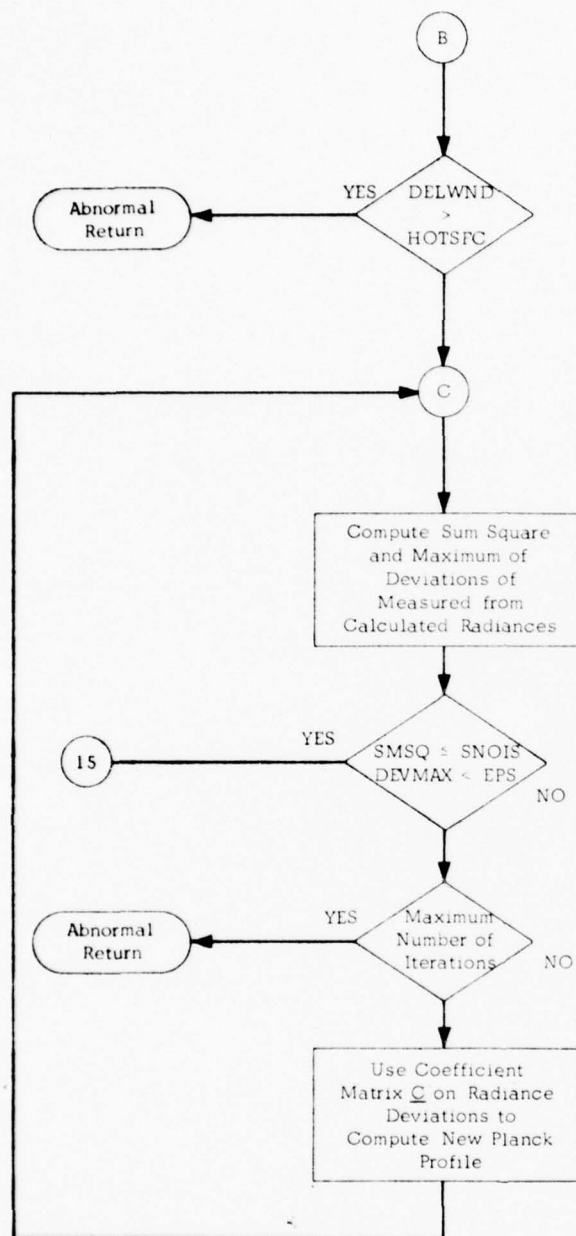 B
YES
DELWND
>
HOTSFC
Abnormal
Return
C
Compute Sum Square
and Maximum of
Deviations of
Measured from
Calculated Radiances
YES
15
SMSQ ≤ SNOIS
DEVMAX < EPS
NO
YES
Maximum
Number of
Iterations
Abnormal
Return
NO
Use Coefficient
Matrix C on Radiance
Deviations to
Compute New Planck
Profile